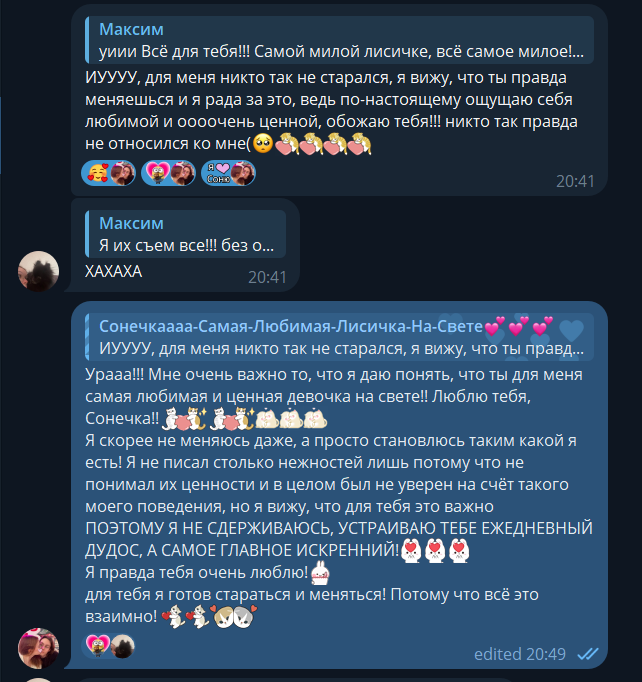 Максим
уиии Всё для тебя!!! Самой милой лисичке, всё самое милое!...
ИУУУУ, для меня никто так не старался, я вижу, что ты правда
меняешься и я рада за это, ведь по-настоящему ощущаю себя
любимой и оооочень ценной, обожаю тебя!!! никто так правда
не относился ко мне(
Я
Соню
20:41
Максим
Я их съем все!!! без о...
ХАХАХА
20:41
Сонечкаааа-Самая-Любимая-Лисичка-На-Свете
ИУУУУ, для меня никто так не старался, я вижу, что ты правд...
Урааа!!! Мне очень важно то, что я даю понять, что ты для меня
самая любимая и ценная девочка на свете!! Люблю тебя,
Сонечка!!
Я скорее не меняюсь даже, а просто становлюсь таким какой я
есть! Я не писал столько нежностей лишь потому что не
понимал их ценности и в целом был не уверен на счёт такого
моего поведения, но я вижу, что для тебя это важно
ПОЭТОМУ Я НЕ СДЕРЖИВАЮСЬ, УСТРАИВАЮ ТЕБЕ ЕЖЕДНЕВНЫЙ
ДУДОС, А САМОЕ ГЛАВНОЕ ИСКРЕННИЙ!
Я правда тебя очень люблю!
для тебя я готов стараться и меняться! Потому что всё это
взаимно!
edited 20:49